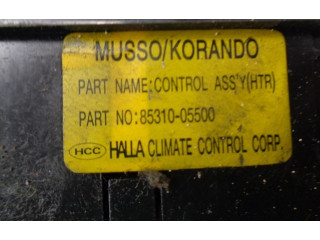 MUSSO/KORANDO
PART NAME:CONTROL ASS'Y(HTR)
PART NO:85310-05500
HCC HALLA CLIMATE CONTROL CORP.